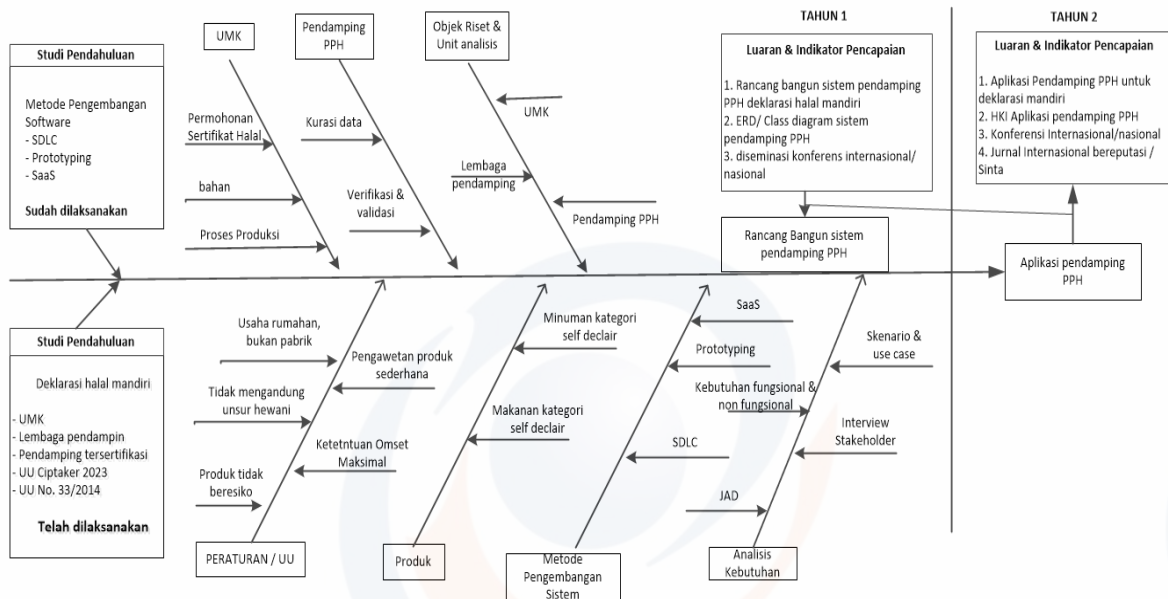 Studi Pendahuluan
Metode Pengembangan
Software
- SDLC
- Prototyping
- SaaS
Sudah dilaksanakan
UMK
Permohonan
Sertifikat Halal
bahan
Proses Produksi
Pendamping
PPH
Kurasi data
Verifikasi &
validasi
Objek Riset &
Unit analisis
UMK
Lembaga
pendamping
Pendamping PPH
TAHUN 1
Luaran & Indikator Pencapaian
1. Rancang bangun sistem pendamping
PPH deklarasi halal mandiri
2. ERD/ Class diagram sistem
pendamping PPH
3. diseminasi konferens internasional/
nasional
Rancang Bangun sistem
pendamping PPH
TAHUN 2
Luaran & Indikator Pencapaian
1. Aplikasi Pendamping PPH untuk
deklarasi mandiri
2. HKI Aplikasi pendamping PPH
3. Konferensi Internasional/nasional
4. Jurnal Internasional bereputasi /
Sinta
Aplikasi pendamping
PPH
Studi Pendahuluan
Deklarasi halal mandiri
- UMK
- Lembaga pendampin
- Pendamping tersertifikasi
- UU Ciptaker 2023
- UU No. 33/2014
Telah dilaksanakan
Usaha rumahan,
bukan pabrik
Pengawetan produk
sederhana
Tidak mengandung
unsur hewani
Ketetntuan Omset
Maksimal
Produk tidak
beresiko
PERATURAN / UU
Minuman kategori
self declair
Makanan kategori
self declair
Produk
SaaS
Prototyping
SDLC
Metode
Pengembangan
Sistem
Skenario &
use case
Kebutuhan fungsional &
non fungsional
Interview
Stakeholder
JAD
Analisis
Kebutuhan